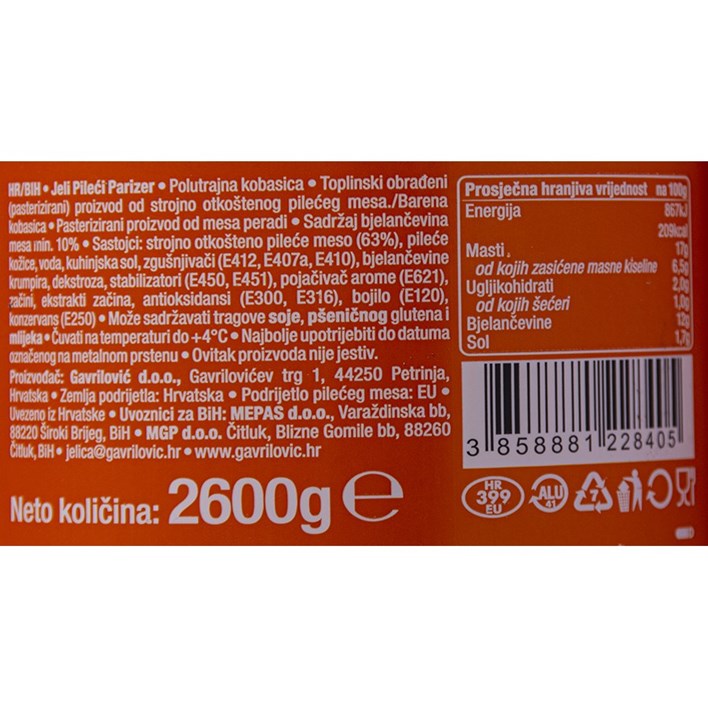 HR/BIH • Jeli Pileći Parizer • Polutrajna kobasica • Toplinski obrađeni
(pasterizirani) proizvod od strojno otkoštenog pilećeg mesa./Barena
kobasica • Pasterizirani proizvod od mesa peradi • Sadržaj bjelančevina
mesa min. 10% • Sastojci: strojno otkošteno pileće meso (63%), pileće
kožice, voda, kuhinjska sol, zgušnjivači (E412, E407a, E410), bjelančevine
krumpira, dekstroza, stabilizatori (E450, E451), pojačivač arome (E621),
začini, ekstrakti začina, antioksidansi (E300, E316), bojilo (E120),
konzervans (E250) • Može sadržavati tragove soje, pšeničnog glutena i
mlijeka • Čuvati na temperaturi do +4°C • Najbolje upotrijebiti do datuma
označenog na metalnom prstenu • Ovitak proizvoda nije jestiv.
Proizvođač: Gavrilović d.o.o., Gavrilovićev trg 1, 44250 Petrinja,
Hrvatska • Zemlja podrijetla: Hrvatska • Podrijetlo pilećeg mesa: EU •
Uvezeno iz Hrvatske • Uvoznici za BiH: MEPAS d.o.o., Varaždinska bb,
88220 Široki Brijeg, BiH • MGP d.o.o. Čitluk, Blizne Gomile bb, 88260
Čitluk, BiH • jelica@gavrilovic.hr • www.gavrilovic.hr
Neto količina: 2600g e
Prosječna hranjiva vrijednost na 100g
Energija 867kJ
209kcal
Masti 17g
od kojih zasićene masne kiseline 6,5g
Ugljikohidrati 2,0g
od kojih šećeri 1,0g
Bjelančevine 12g
Sol 1,7g
3 858881 228405
HR
399
EU
ALU
41
7